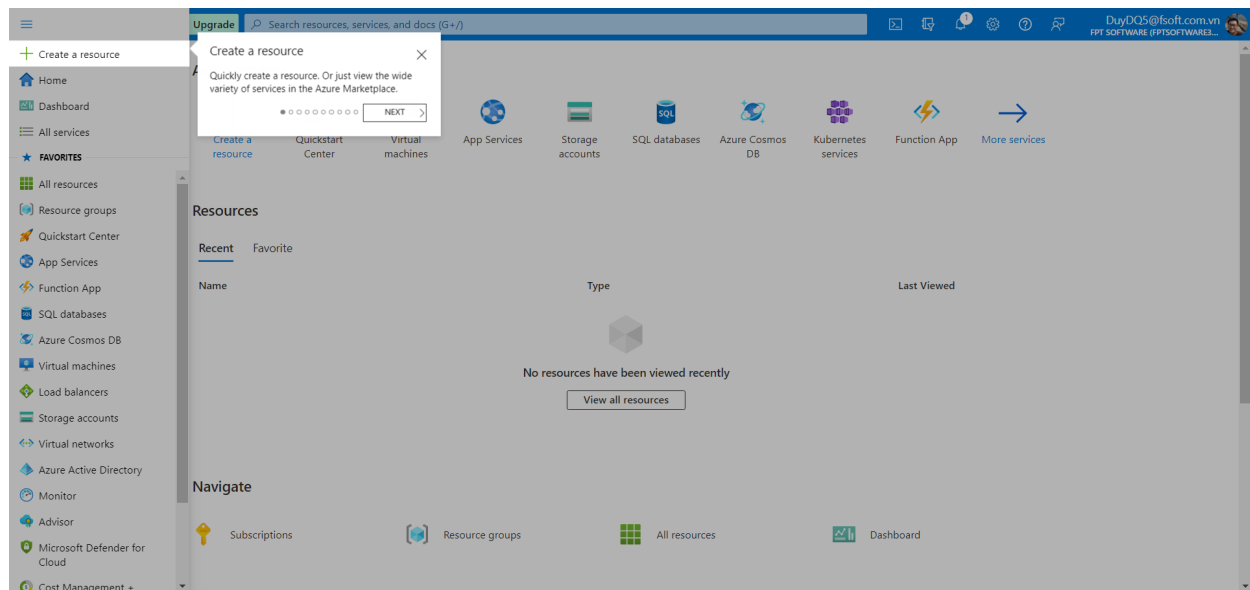 Upgrade
Search resources, services, and docs (G+/)
1
DuyDQ5@fsoft.com.vn
FPT SOFTWARE (FPTSOFTWARE3...
Create a resource
Home
Dashboard
All services
FAVORITES
All resources
Resource groups
Quickstart Center
App Services
Function App
SQL databases
Azure Cosmos DB
Virtual machines
Load balancers
Storage accounts
Virtual networks
Azure Active Directory
Monitor
Advisor
Microsoft Defender for
Cloud
Cost Management +
Create a resource
Quickly create a resource. Or just view the wide
variety of services in the Azure Marketplace.
NEXT
A
Create a
resource
Quickstart
Center
Virtual
machines
App Services
Storage
accounts
SQL
SQL databases
Azure Cosmos
DB
Kubernetes
services
Function App
More services
Resources
Recent Favorite
Name Type Last Viewed
No resources have been viewed recently
View all resources
Navigate
Subscriptions
Resource groups
All resources
Dashboard